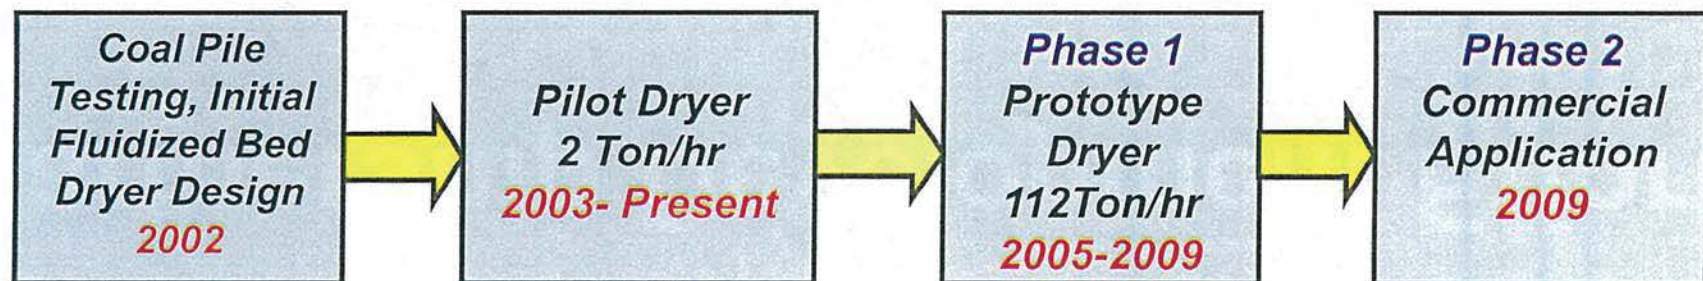 Coal Pile
Testing, Initial
Fluidized Bed
Dryer Design
2002
Pilot Dryer
2 Ton/hr
2003- Present
Phase 1
Prototype
Dryer
112Ton/hr
2005-2009
Phase 2
Commercial
Application
2009